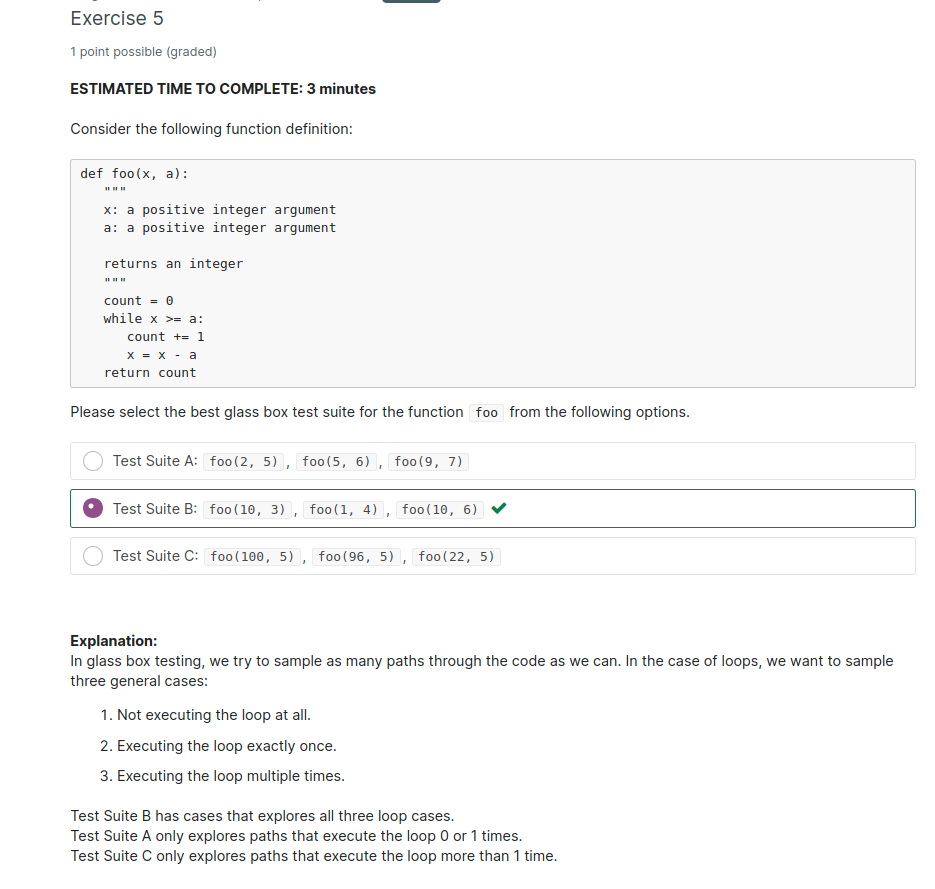 Exercise 5
1 point possible (graded)
ESTIMATED TIME TO COMPLETE: 3 minutes
Consider the following function definition:
def foo(x, a):
   """
   x: a positive integer argument
   a: a positive integer argument

   returns an integer
   """
   count = 0
   while x >= a:
      count += 1
      x = x - a
   return count
Please select the best glass box test suite for the function foo from the following options.
Test Suite A: foo(2, 5), foo(5, 6), foo(9, 7)
Test Suite B: foo(10, 3), foo(1, 4), foo(10, 6)
Test Suite C: foo(100, 5), foo(96, 5), foo(22, 5)
Explanation:
In glass box testing, we try to sample as many paths through the code as we can. In the case of loops, we want to sample
three general cases:
1. Not executing the loop at all.
2. Executing the loop exactly once.
3. Executing the loop multiple times.
Test Suite B has cases that explores all three loop cases.
Test Suite A only explores paths that execute the loop 0 or 1 times.
Test Suite C only explores paths that execute the loop more than 1 time.